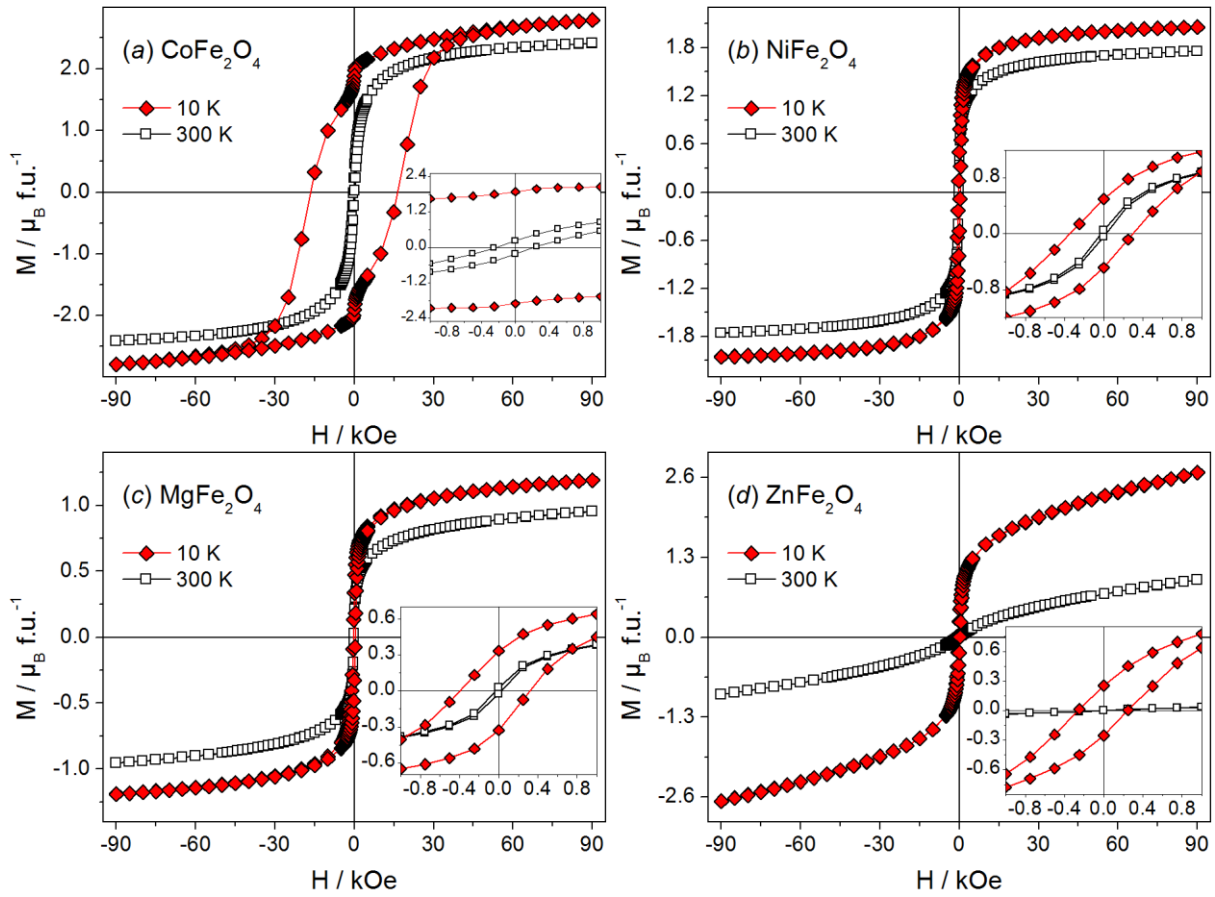 (a) CoFe₂O₄
10 K
300 K
M / μ_B f.u.⁻¹
2.0
1.0
0.0
-1.0
-2.0
2.4
1.2
0.0
-1.2
-2.4
-0.8 -0.4 0.0 0.4 0.8
-90 -60 -30 0 30 60 90
H / kOe
(b) NiFe₂O₄
10 K
300 K
M / μ_B f.u.⁻¹
1.8
1.2
0.6
0.0
-0.6
-1.2
-1.8
0.8
0.0
-0.8
-0.8 -0.4 0.0 0.4 0.8
-90 -60 -30 0 30 60 90
H / kOe
(c) MgFe₂O₄
10 K
300 K
M / μ_B f.u.⁻¹
1.0
0.5
0.0
-0.5
-1.0
0.6
0.3
0.0
-0.3
-0.6
-0.8 -0.4 0.0 0.4 0.8
-90 -60 -30 0 30 60 90
H / kOe
(d) ZnFe₂O₄
10 K
300 K
M / μ_B f.u.⁻¹
2.6
1.3
0.0
-1.3
-2.6
0.6
0.3
0.0
-0.3
-0.6
-0.8 -0.4 0.0 0.4 0.8
-90 -60 -30 0 30 60 90
H / kOe